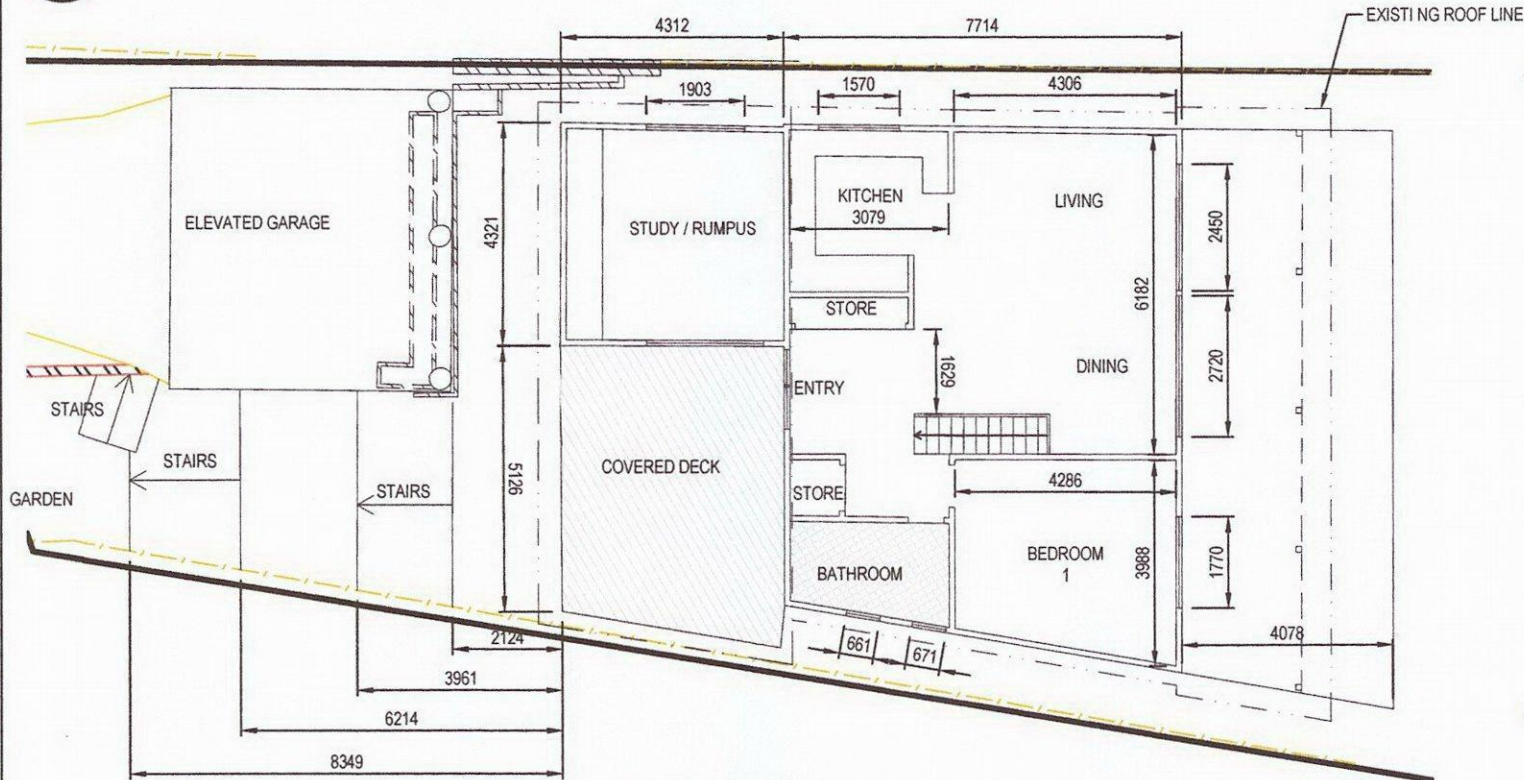 EXISTI NG ROOF LINE
4312
7714
1903
1570
4306
ELEVATED GARAGE
4321
STUDY / RUMPUS
KITCHEN
3079
LIVING
2450
6182
STORE
2720
1629
DINING
ENTRY
STAIRS
STAIRS
COVERED DECK
5126
STAIRS
STORE
4286
GARDEN
BATHROOM
BEDROOM
1
3988
1770
661
671
4078
2124
3961
6214
8349